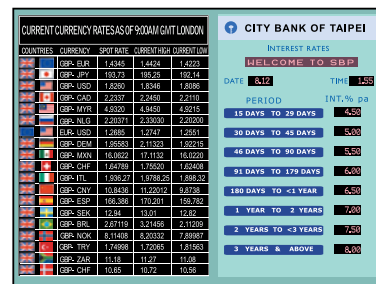 CURRENT CURRENCY RATES AS OF 9:00AM GMT LONDON
COUNTRIES CURRENCY SPOT RATE CURRENT HIGH CURRENT LOW
GBP- EUR 1,4345 1,4424 1,4223
GBP- JPY 193,73 195,25 192,14
GBP- USD 1,8260 1,8346 1,8086
GBP- CAD 2,2337 2,2450 2,2110
GBP- MYR 4,9320 4,9450 4,9215
GBP- NLG 2,20371 2,33030 2,20200
EUR- USD 1.2685 1.2747 1.2551
GBP- DEM 1,95583 2,11323 1,92215
GBP- MXN 16,0622 17,1132 16,0220
GBP- CHF 1,64789 1,75520 1,62408
GBP- ITL 1,936,27 1,9788,25 1,898,32
GBP- CNY 10,8436 11,22012 9,8738
GBP- ESP 166,386 170,201 159,782
GBP- SEK 12.94 13.01 12.82
GBP- BRL 2,67119 3,21456 2,11209
GBP- NOK 8,11408 8,20332 7,89987
GBP- TRY 1,74998 1,72065 1,81563
GBP- ZAR 11.18 11.27 11.08
GBP- CHF 10.65 10.72 10.56
CITY BANK OF TAIPEI
INTEREST RATES
WELCOME TO SBP
DATE 8.12 TIME 1.55
PERIOD INT.% pa
15 DAYS TO 29 DAYS 4.50
30 DAYS TO 45 DAYS 5.00
46 DAYS TO 90 DAYS 5.50
91 DAYS TO 179 DAYS 6.00
180 DAYS TO <1 YEAR 6.50
1 YEAR TO 2 YEARS 7.00
2 YEARS TO <3 YEARS 7.50
3 YEARS & ABOVE 8.00